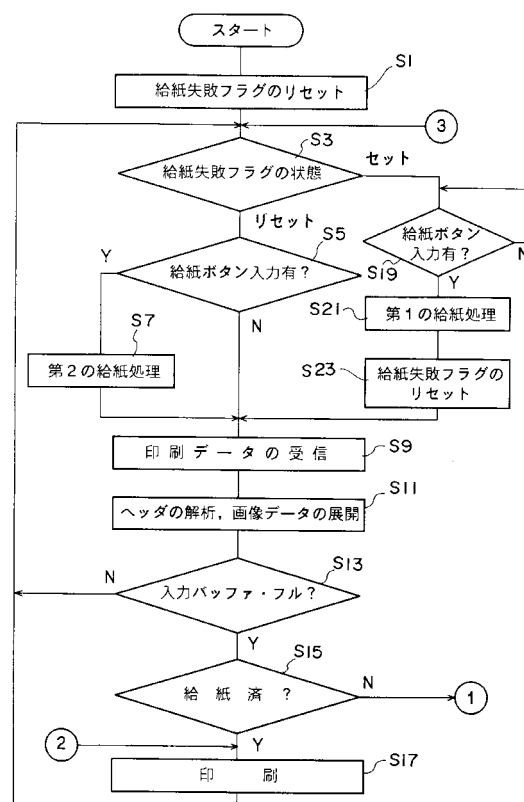 スタート
S1
給紙失敗フラグのリセット
3
S3
給紙失敗フラグの状態
セット
リセット
S5
給紙ボタン入力有?
Y
N
給紙ボタン
入力有?
N
S19
Y
S21
第1の給紙処理
S7
第2の給紙処理
S23
給紙失敗フラグの
リセット
S9
印刷データの受信
S11
ヘッダの解析,画像データの展開
S13
入力バッファ・フル?
N
Y
S15
給紙済?
N
1
2
Y
S17
印刷